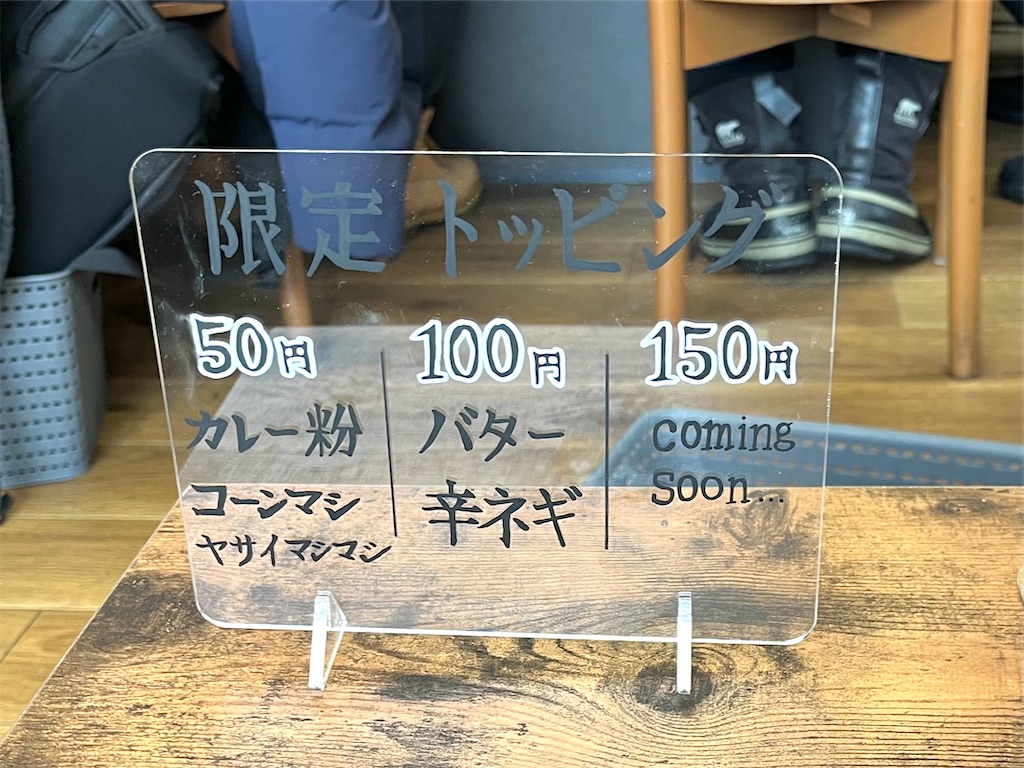 限定トッピング
50円
カレー粉
コーンマシ
ヤサイマシマシ
100円
バター
辛ネギ
150円
coming
Soon...